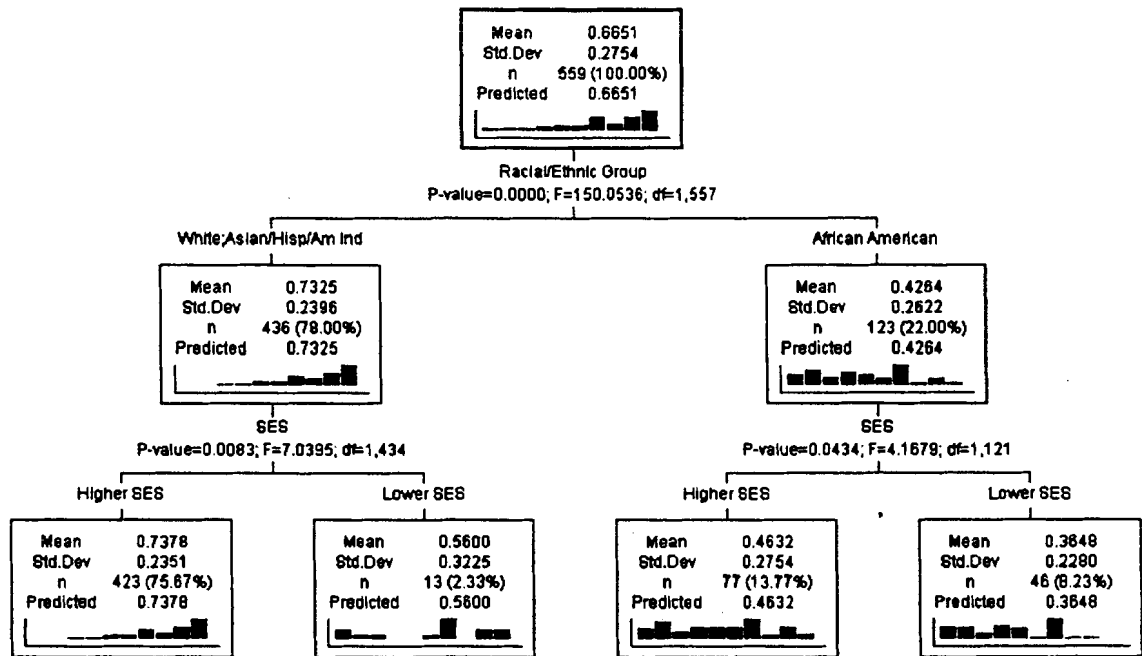 Mean 0.6651
Std.Dev 0.2754
n 559 (100.00%)
Predicted 0.6651
Racial/Ethnic Group
P-value=0.0000; F=150.0536; df=1,557
White;Asian/Hisp/Am Ind
Mean 0.7325
Std.Dev 0.2396
n 436 (78.00%)
Predicted 0.7325
SES
P-value=0.0083; F=7.0395; df=1,434
African American
Mean 0.4264
Std.Dev 0.2622
n 123 (22.00%)
Predicted 0.4264
SES
P-value=0.0434; F=4.1679; df=1,121
Higher SES
Mean 0.7378
Std.Dev 0.2351
n 423 (75.67%)
Predicted 0.7378
Lower SES
Mean 0.5600
Std.Dev 0.3225
n 13 (2.33%)
Predicted 0.5600
Higher SES
Mean 0.4632
Std.Dev 0.2754
n 77 (13.77%)
Predicted 0.4632
Lower SES
Mean 0.3648
Std.Dev 0.2280
n 46 (8.23%)
Predicted 0.3648